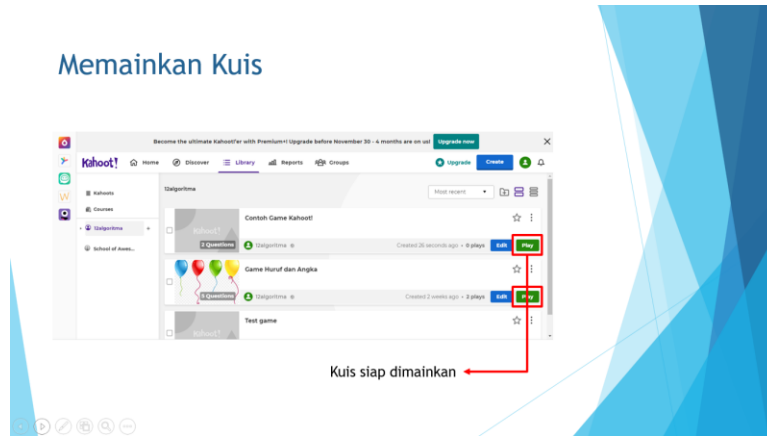 Memainkan Kuis
Become the ultimate Kahoot!'er with Premium+! Upgrade before November 30 - 4 months are on us!
Upgrade now
Kahoot!
Home
Discover
Library
Reports
Groups
Upgrade
Create
Kahoots
Courses
12algoritma
School of Asses...
12algoritma
Most recent
Contoh Game Kahoot!
Kahoot!
2 Questions
12algoritma
Created 26 seconds ago • 0 plays
Edit
Play
Game Huruf dan Angka
5 Questions
12algoritma
Created 2 weeks ago • 2 plays
Edit
Play
Test game
Kahoot!
Kuis siap dimainkan